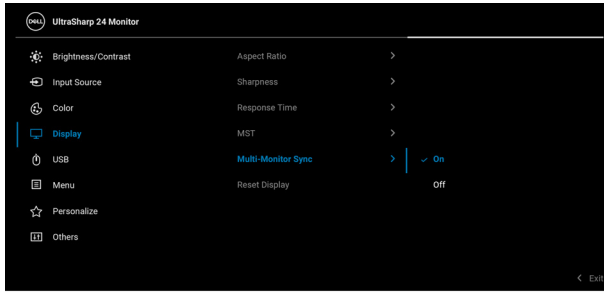 DELL UltraSharp 24 Monitor
Brightness/Contrast Aspect Ratio
Input Source Sharpness
Color Response Time
Display MST
USB Multi-Monitor Sync On
Menu Reset Display Off
Personalize
Others
Exit